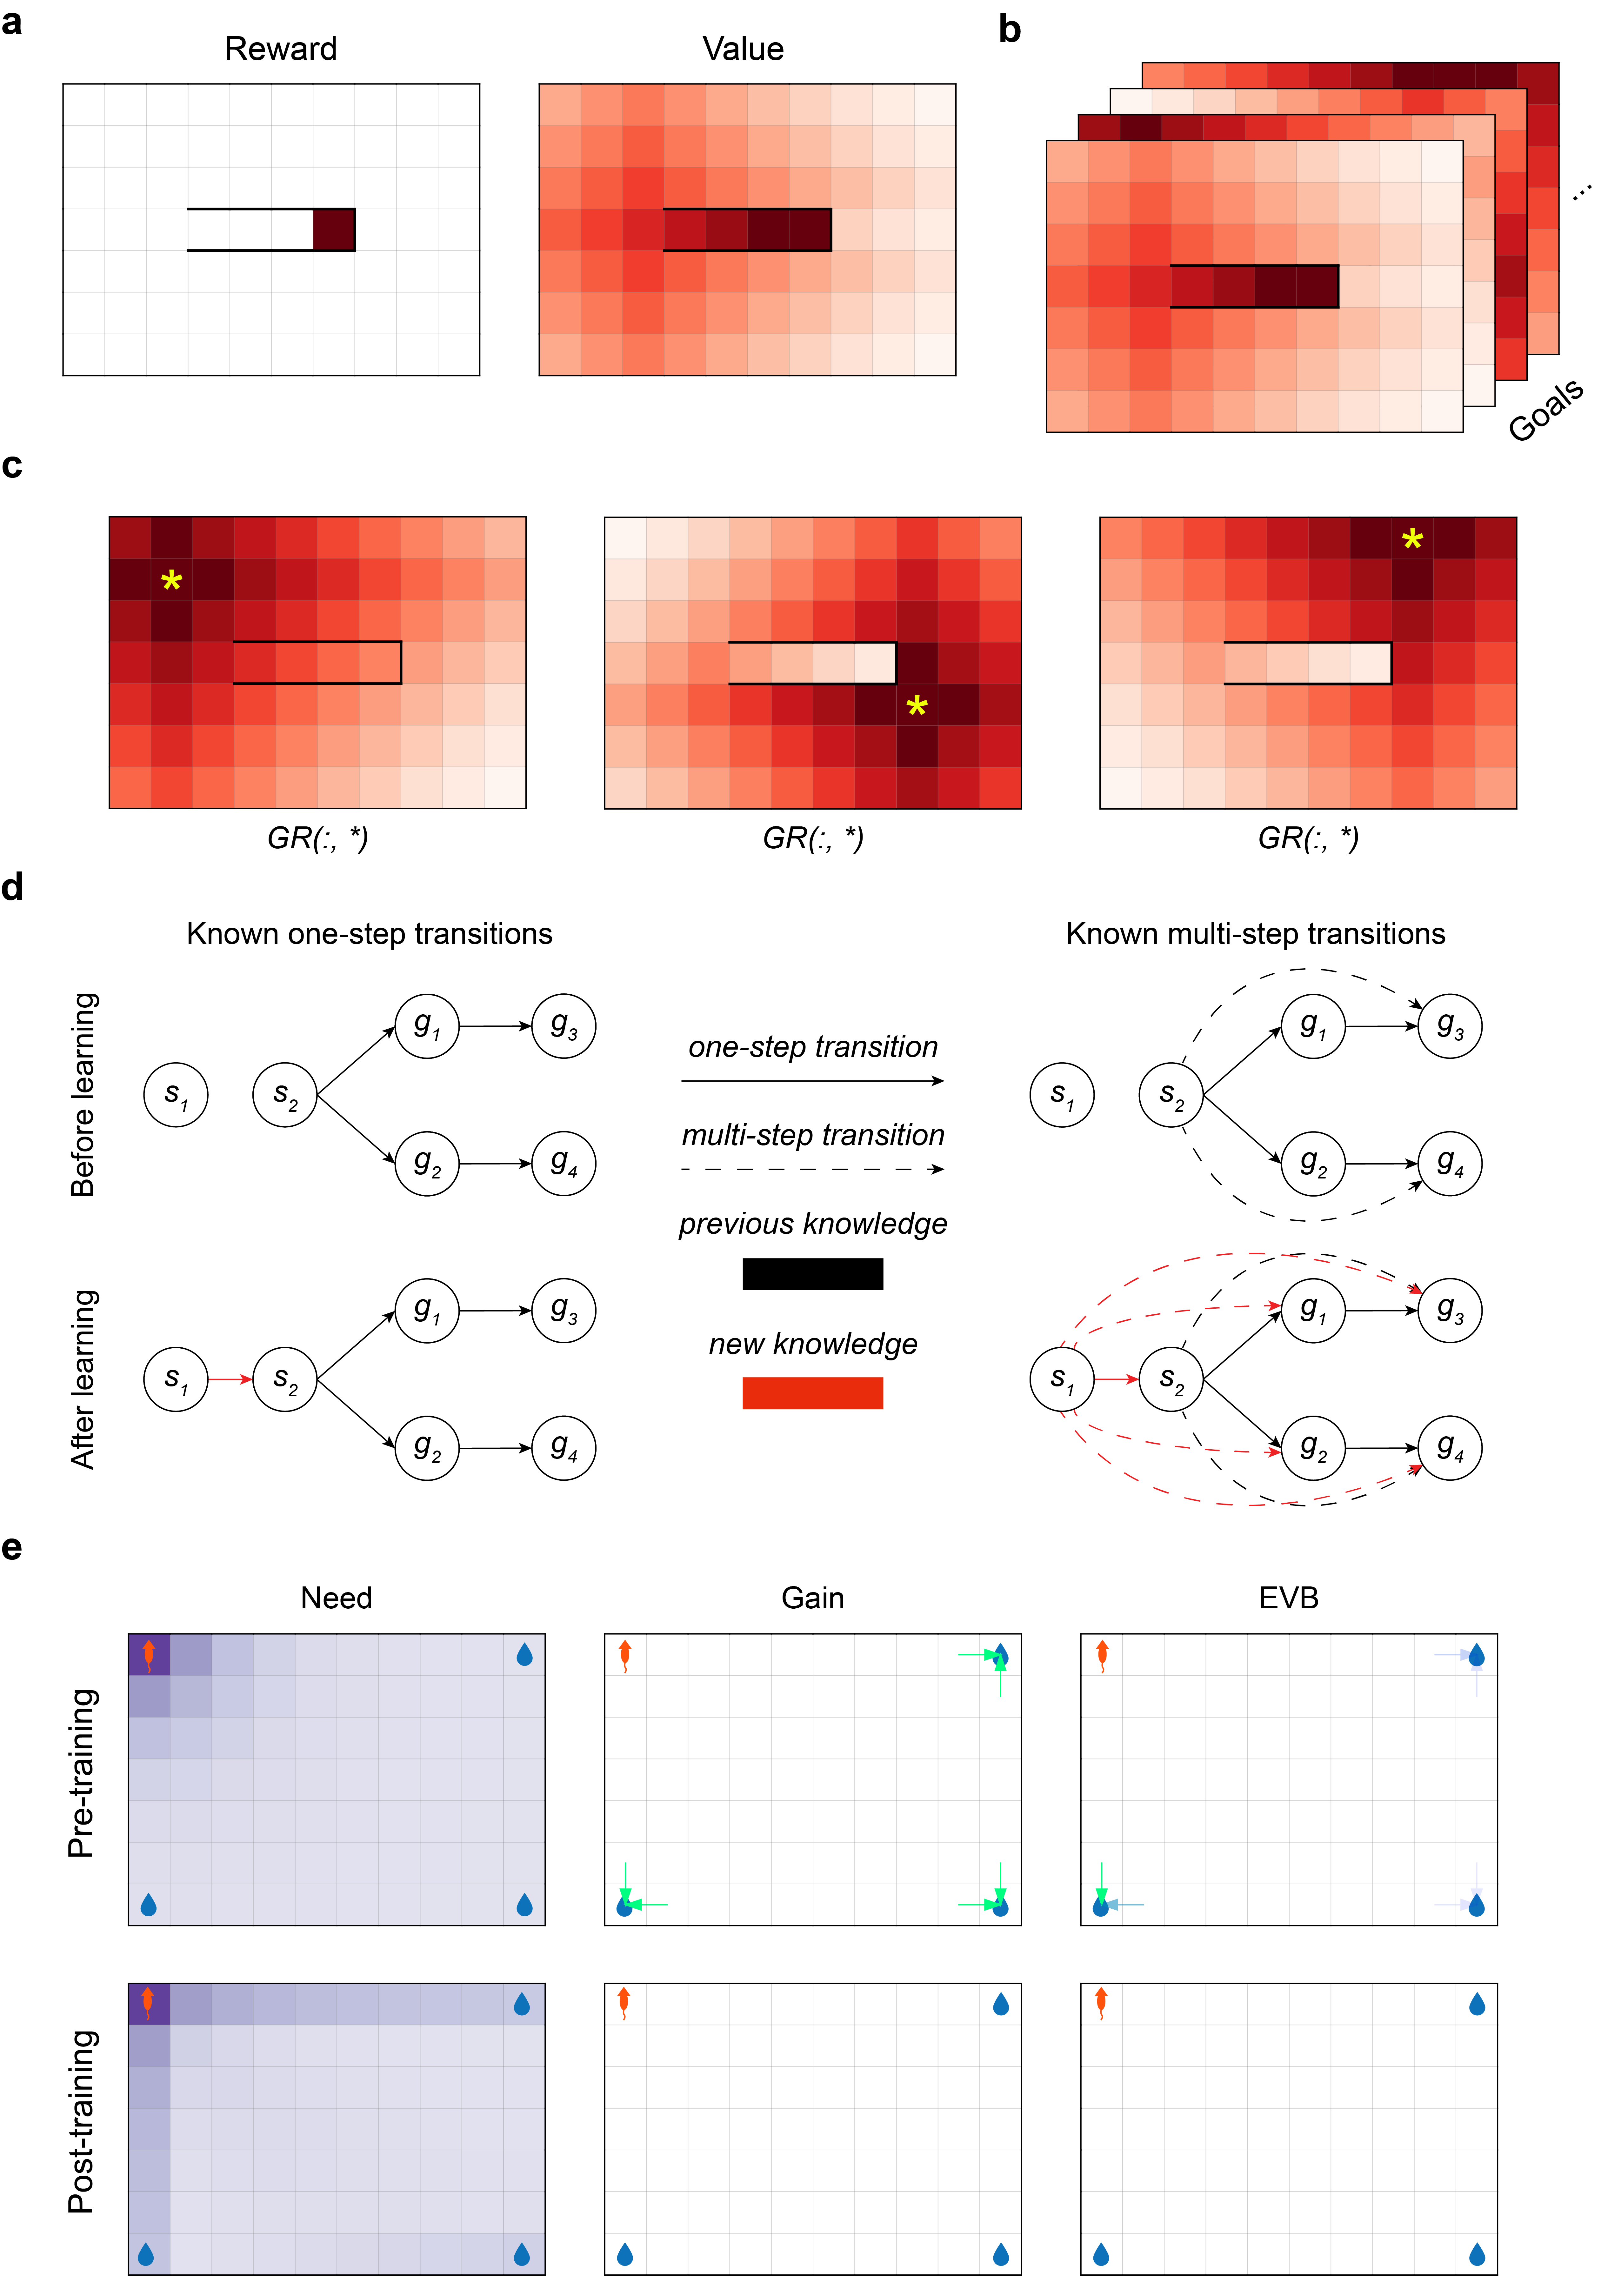 a
Reward
Value
b
...
Goals
c
*
*
*
GR(:, *)
GR(:, *)
GR(:, *)
d
Known one-step transitions
Known multi-step transitions
Before learning
s1
s2
g1
g3
g2
g4
one-step transition
multi-step transition
previous knowledge
new knowledge
s1
s2
g1
g3
g2
g4
After learning
s1
s2
g1
g3
g2
g4
s1
s2
g1
g3
g2
g4
e
Need
Gain
EVB
Pre-training
Post-training